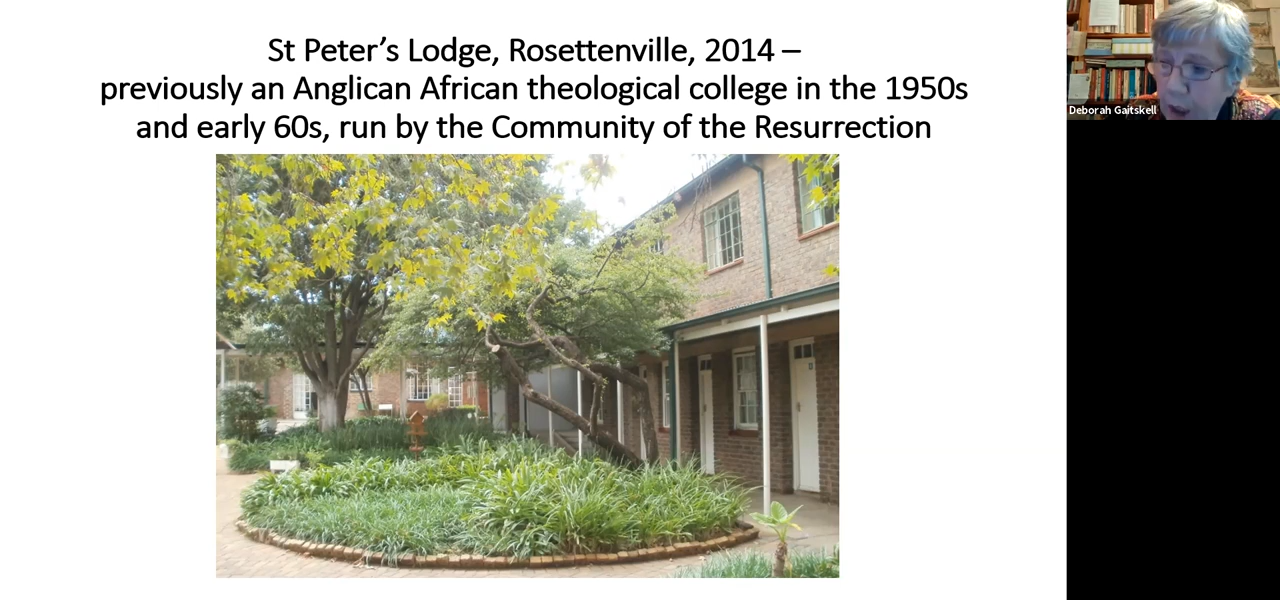 St Peter’s Lodge, Rosettenville, 2014 –
previously an Anglican African theological college in the 1950s
and early 60s, run by the Community of the Resurrection
Deborah Gaitskell